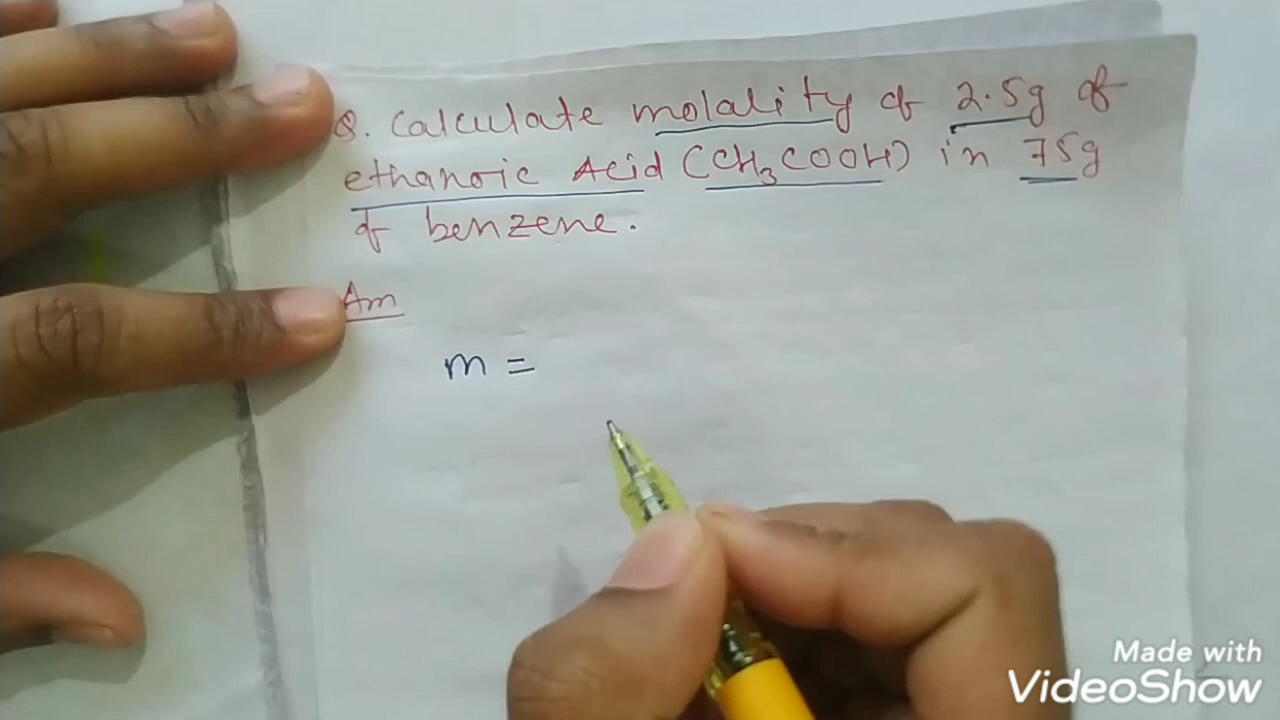 Q. Calculate molality of 2.5g of
ethanoic Acid (CH₃COOH) in 75g
of benzene.
Ans
m =
Made with
VideoShow